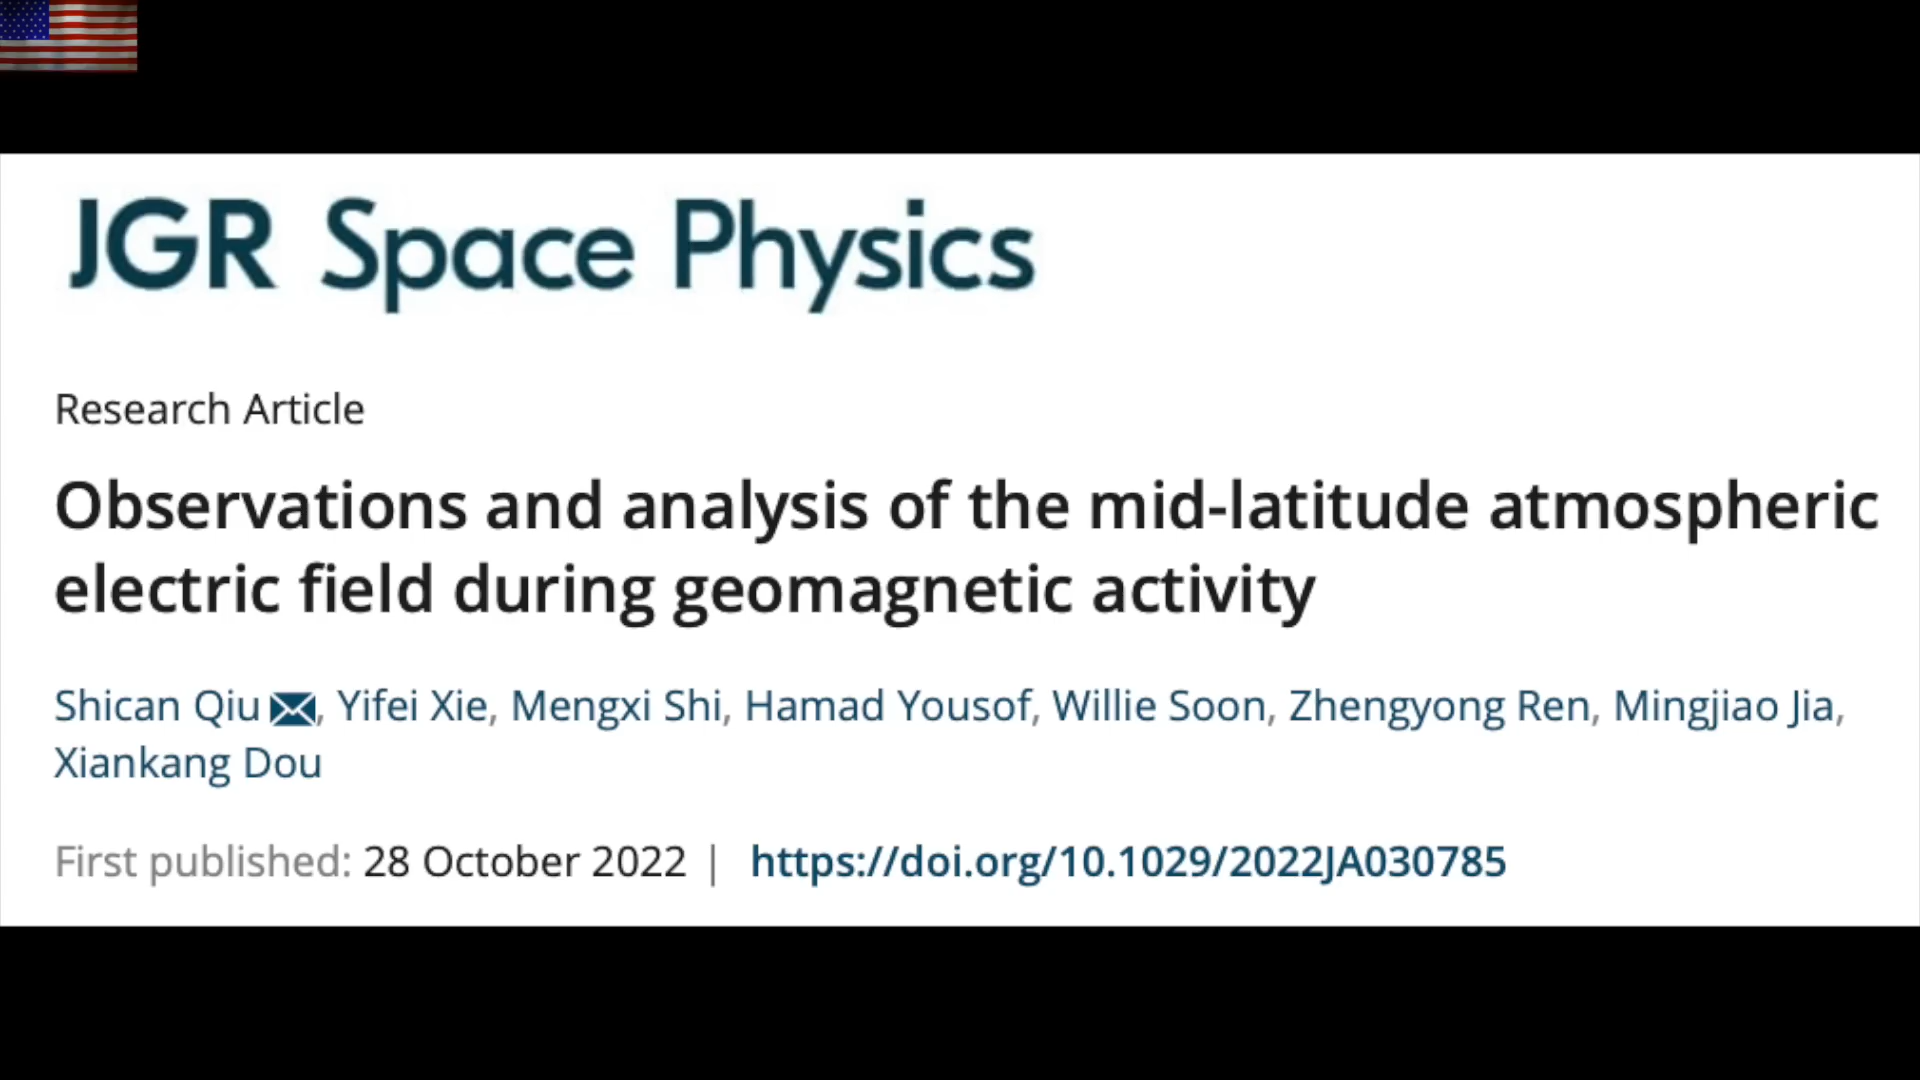 JGR Space Physics
Research Article
Observations and analysis of the mid-latitude atmospheric
electric field during geomagnetic activity
Shican Qiu, Yifei Xie, Mengxi Shi, Hamad Yousof, Willie Soon, Zhengyong Ren, Mingjiao Jia,
Xiankang Dou
First published: 28 October 2022 | https://doi.org/10.1029/2022JA030785